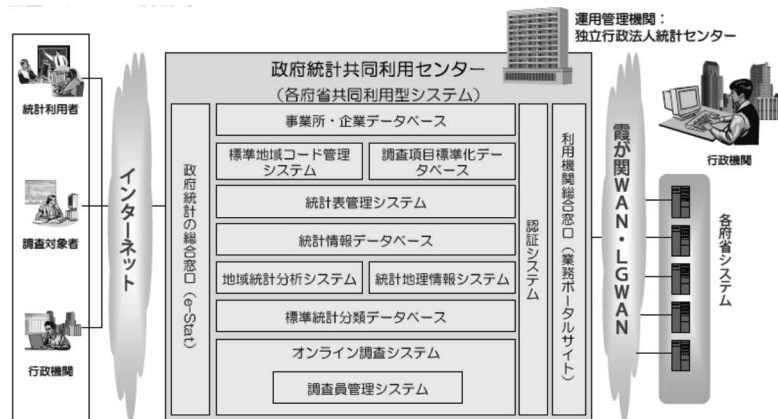 運用管理機関：
独立行政法人統計センター
政府統計共同利用センター
（各府省共同利用型システム）
統計利用者
調査対象者
行政機関
インターネット
政府統計の総合窓口（e-Stat）
事業所・企業データベース
標準地域コード管理
システム
調査項目標準化デー
タベース
統計表管理システム
統計情報データベース
地域統計分析システム
統計地理情報システム
標準統計分類データベース
オンライン調査システム
調査員管理システム
認証システム
利用機関総合窓口（業務ポータルサイト）
霞が関WAN・LGWAN
行政機関
各府省システム